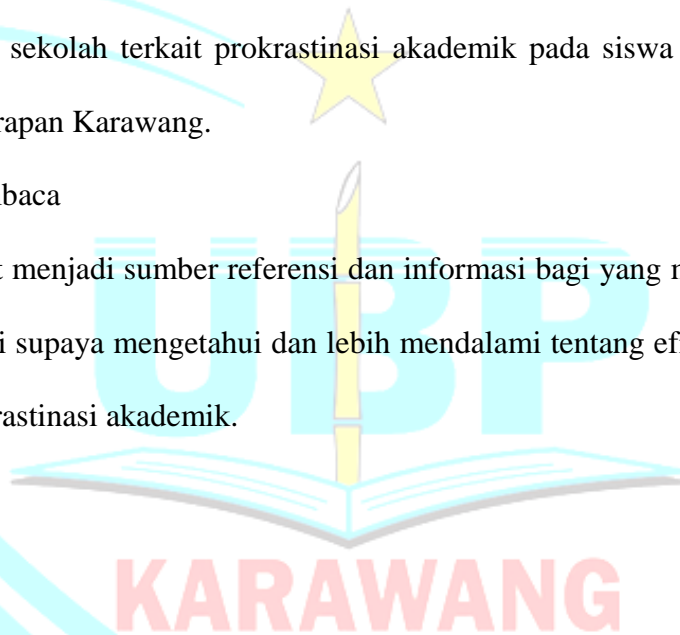 sekolah terkait prokrastinasi akademik pada siswa
rapan Karawang.
baca
menjadi sumber referensi dan informasi bagi yang
i supaya mengetahui dan lebih mendalami tentang
rastinasi akademik.
UBP
KARAWANG